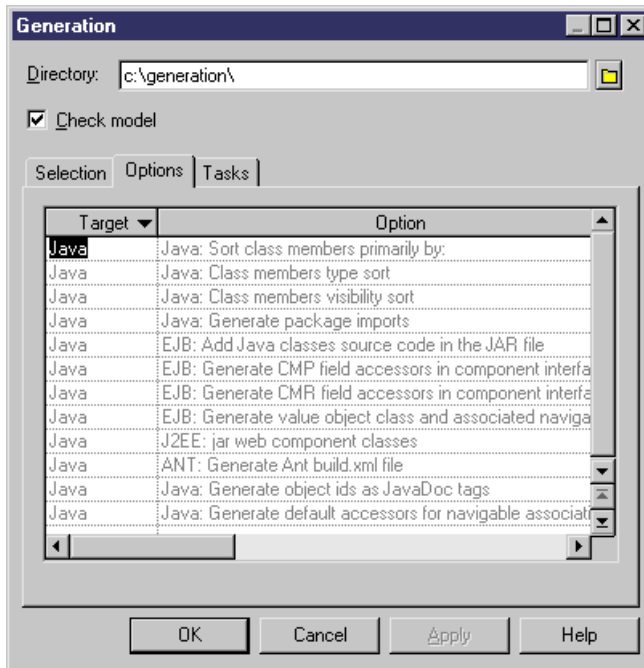 Generation
Directory: c:\generation\
Check model
Selection Options Tasks
Target Option
Java Java: Sort class members primarily by:
Java Java: Class members type sort
Java Java: Class members visibility sort
Java Java: Generate package imports
Java EJB: Add Java classes source code in the JAR file
Java EJB: Generate CMP field accessors in component interfa
Java EJB: Generate CMR field accessors in component interfa
Java EJB: Generate value object class and associated naviga
Java J2EE: jar web component classes
Java ANT: Generate Ant build.xml file
Java Java: Generate object ids as JavaDoc tags
Java Java: Generate default accessors for navigable associati
OK Cancel Apply Help